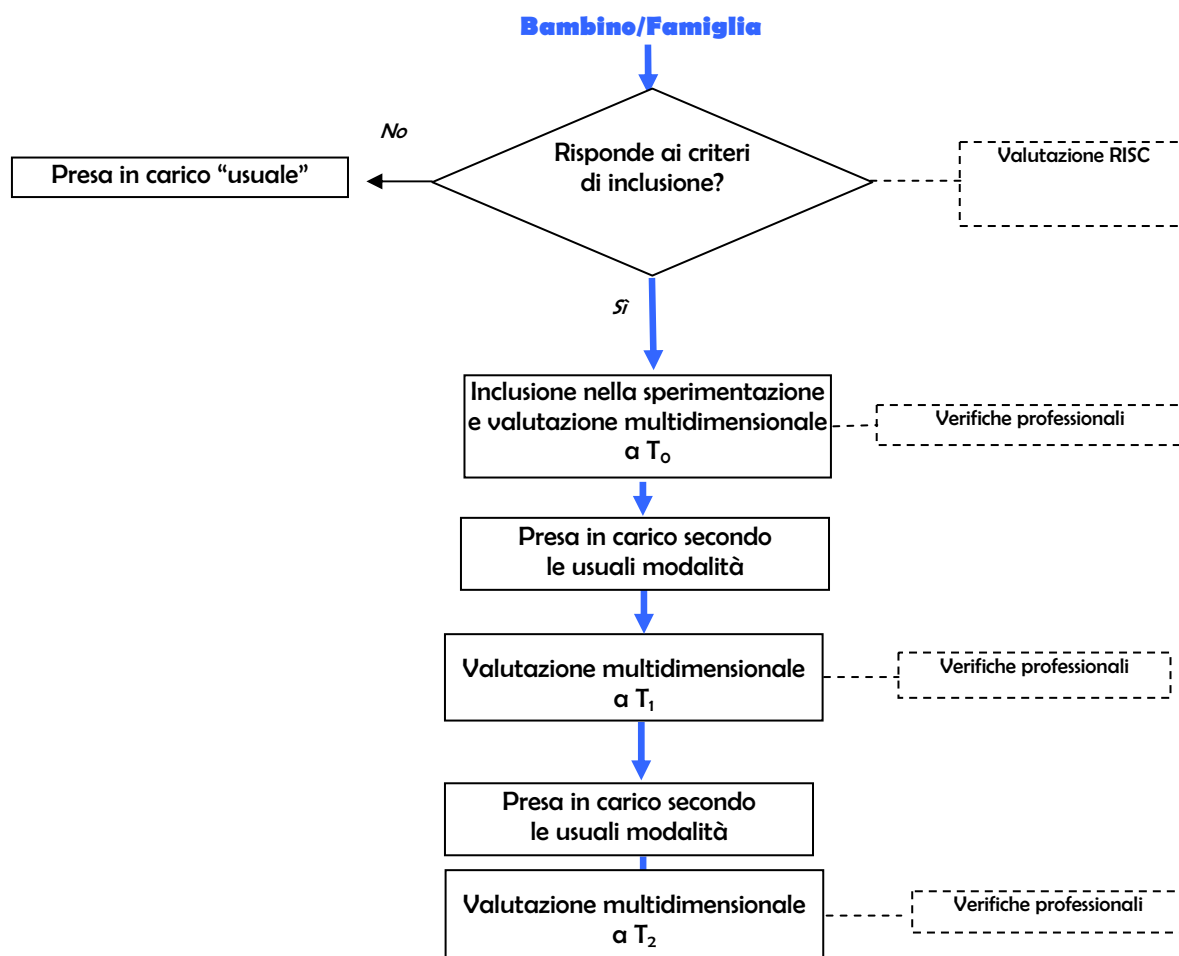 Bambino/Famiglia
No
Risponde ai criteri
di inclusione?
Valutazione RISC
Presa in carico “usuale”
Sì
Inclusione nella sperimentazione
e valutazione multidimensionale
a T₀
Verifiche professionali
Presa in carico secondo
le usuali modalità
Valutazione multidimensionale
a T₁
Verifiche professionali
Presa in carico secondo
le usuali modalità
Valutazione multidimensionale
a T₂
Verifiche professionali